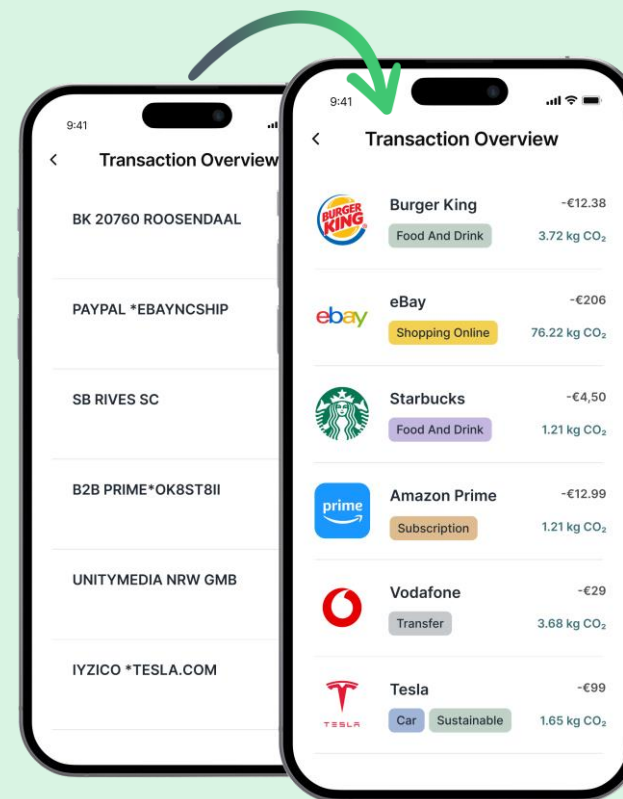 9:41
Transaction Overview
BK 20760 ROOSENDAAL
PAYPAL *EBAYNCSHIP
SB RIVES SC
B2B PRIME*OK8ST8II
UNITYMEDIA NRW GMB
IYZICO *TESLA.COM
9:41
Transaction Overview
BURGER KING
Burger King
-€12.38
Food And Drink
3.72 kg CO₂
ebay
eBay
-€206
Shopping Online
76.22 kg CO₂
Starbucks
-€4,50
Food And Drink
1.21 kg CO₂
prime
Amazon Prime
-€12.99
Subscription
1.21 kg CO₂
Vodafone
-€29
Transfer
3.68 kg CO₂
TESLA
Tesla
-€99
Car Sustainable
1.65 kg CO₂